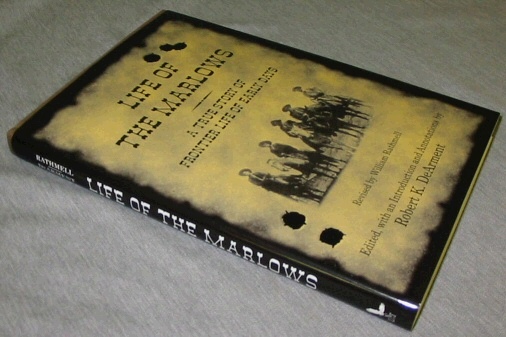 LIFE OF
THE MARLOWS
A TRUE STORY OF
FRONTIER LIFE OF EARLY DAYS
Revised by William Rathmell
Edited, with an Introduction and Annotations by
Robert K. DeArment
RATHMELL
LIFE OF THE MARLOWS